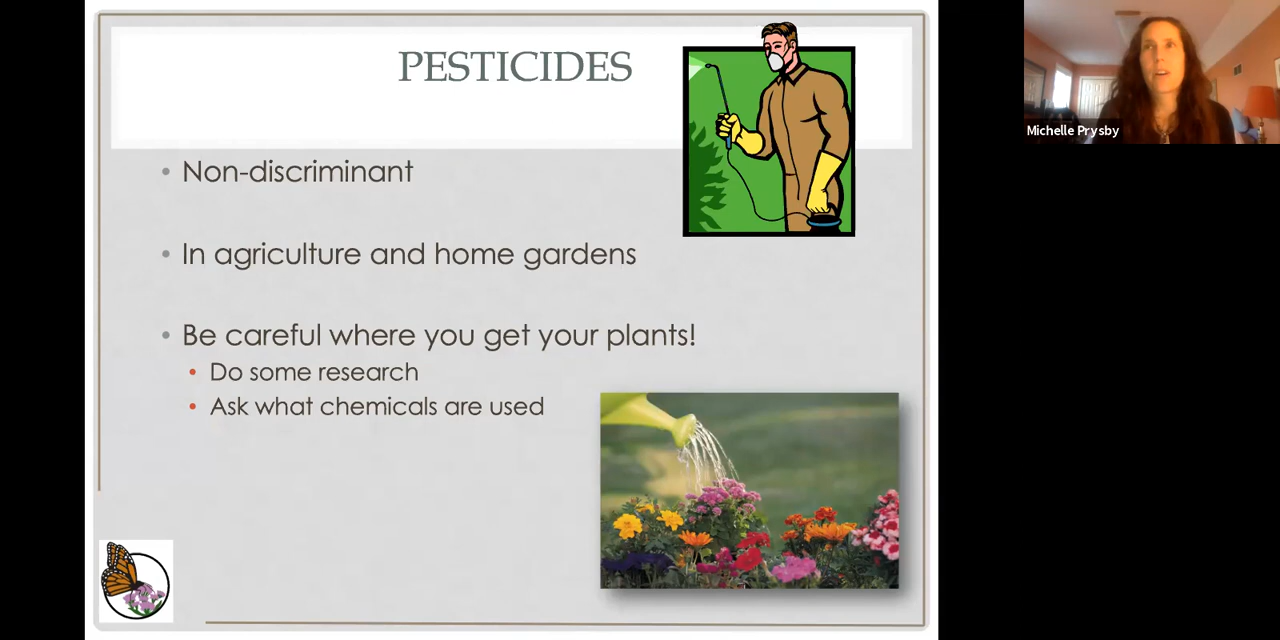 PESTICIDES
Non-discriminant
In agriculture and home gardens
Be careful where you get your plants!
Do some research
Ask what chemicals are used
Michelle Prysby